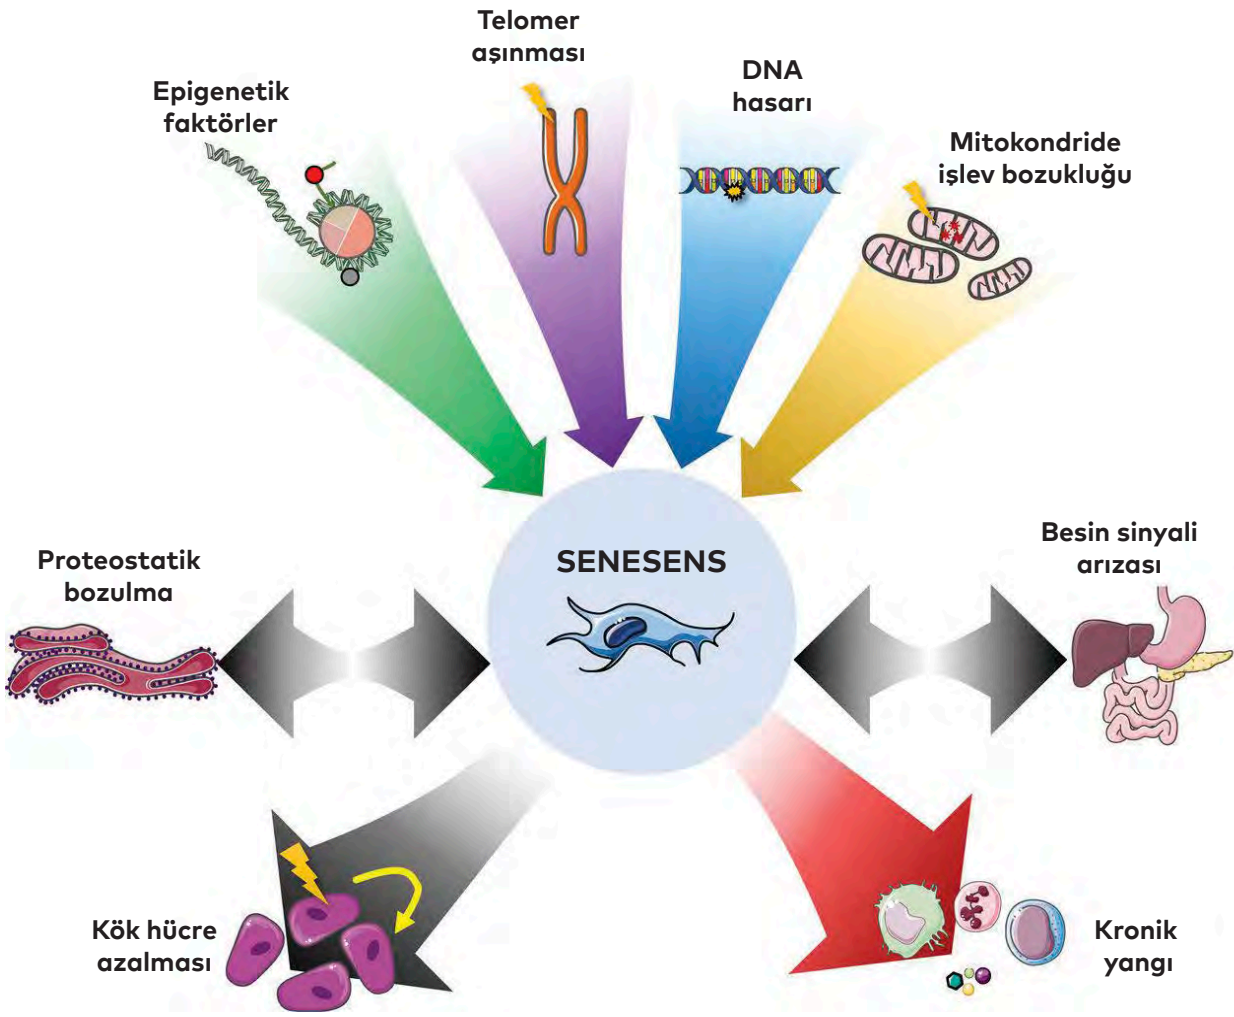 Telomer
aşınması
DNA
hasarı
Epigenetik
faktörler
Mitokondride
işlev bozukluğu
Besin sinyali
arızası
Proteostatik
bozulma
SENESENS
Kök hücre
azalması
Kronik
yangı